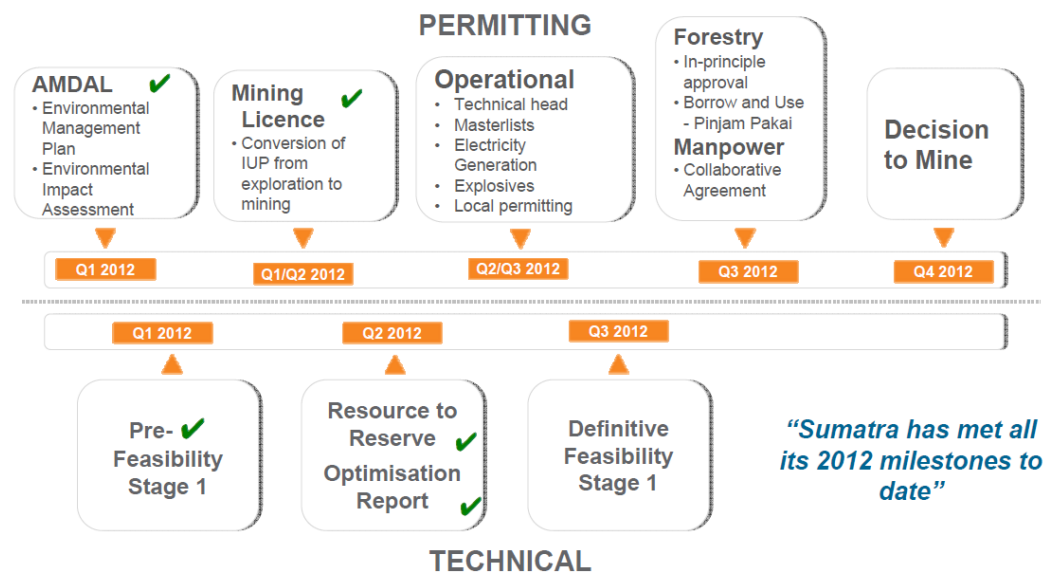 PERMITTING
AMDAL
• Environmental
Management
Plan
• Environmental
Impact
Assessment
Mining
Licence
• Conversion of
IUP from
exploration to
mining
Operational
• Technical head
• Masterlists
• Electricity
Generation
• Explosives
• Local permitting
Forestry
• In-principle
approval
• Borrow and Use
- Pinjam Pakai
Manpower
• Collaborative
Agreement
Decision
to Mine
Q1 2012
Q1/Q2 2012
Q2/Q3 2012
Q3 2012
Q4 2012
Q1 2012
Q2 2012
Q3 2012
Pre-
Feasibility
Stage 1
Resource to
Reserve
Optimisation
Report
Definitive
Feasibility
Stage 1
“Sumatra has met all
its 2012 milestones to
date”
TECHNICAL